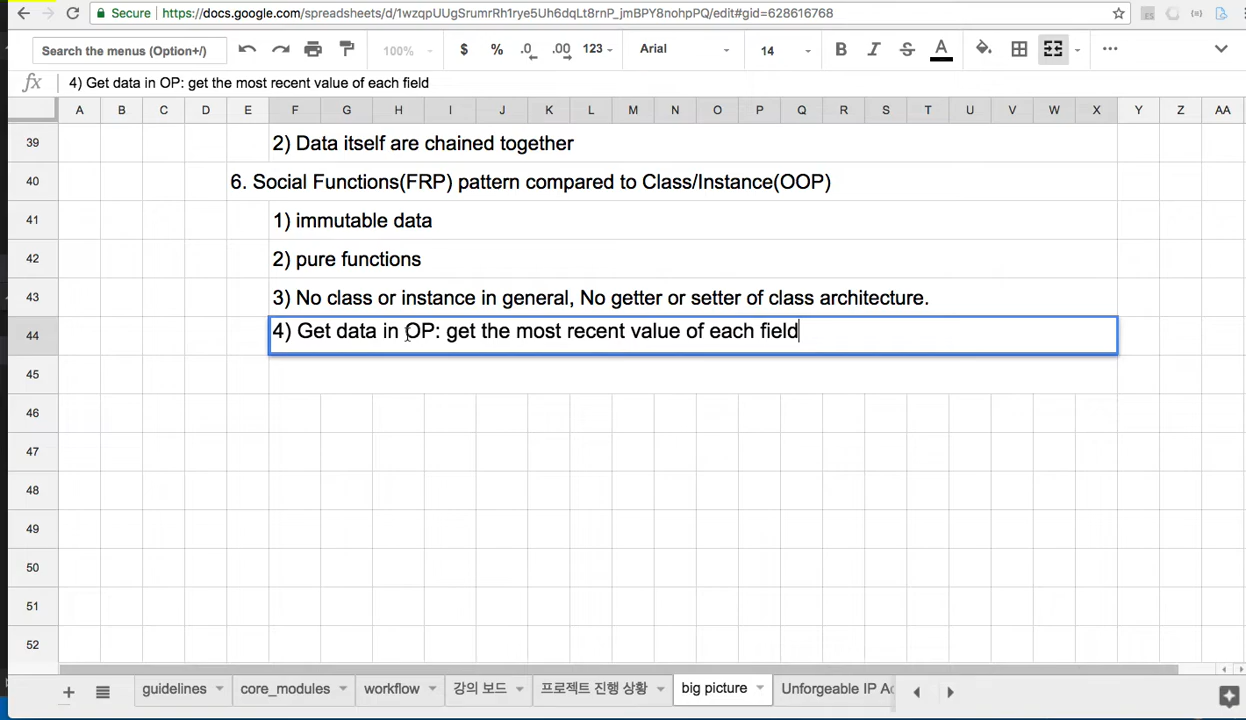 Secure https://docs.google.com/spreadsheets/d/1wzqpUUgSrumrRh1rye5Uh6dqLt8rnP_jmBPY8nohpPQ/edit#gid=628616768
Search the menus (Option+/) 100% $ % .0 .00 123 Arial 14 B I S A
fx 4) Get data in OP: get the most recent value of each field
A B C D E F G H I J K L M N O P Q R S T U V W X Y Z AA
39 2) Data itself are chained together
40 6. Social Functions(FRP) pattern compared to Class/Instance(OOP)
41 1) immutable data
42 2) pure functions
43 3) No class or instance in general, No getter or setter of class architecture.
44 4) Get data in OP: get the most recent value of each field
45
46
47
48
49
50
51
52
guidelines core_modules workflow 강의 보드 프로젝트 진행 상황 big picture Unforgeable IP